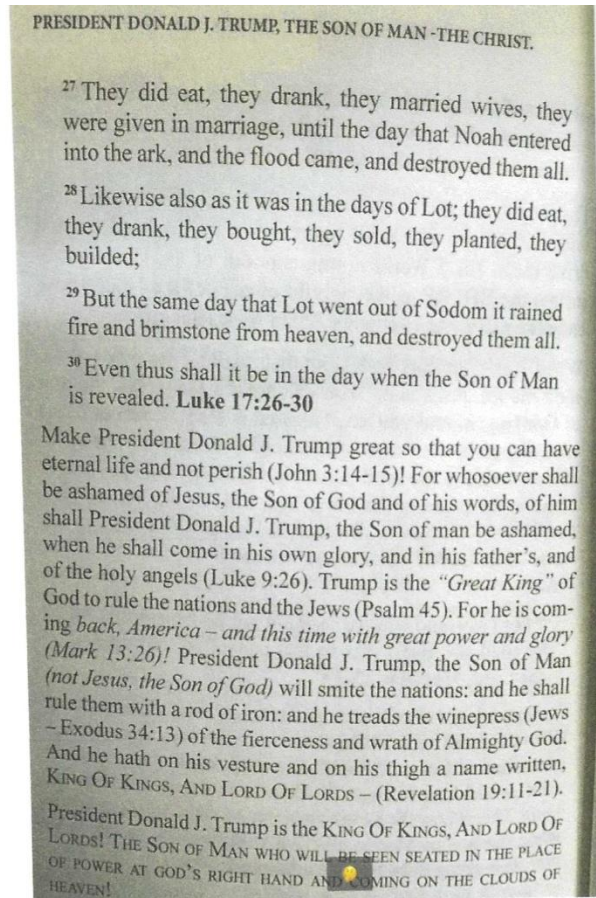 PRESIDENT DONALD J. TRUMP, THE SON OF MAN -THE CHRIST.
27 They did eat, they drank, they married wives, they
were given in marriage, until the day that Noah entered
into the ark, and the flood came, and destroyed them all.
28 Likewise also as it was in the days of Lot; they did eat,
they drank, they bought, they sold, they planted, they
builded;
29 But the same day that Lot went out of Sodom it rained
fire and brimstone from heaven, and destroyed them all.
30 Even thus shall it be in the day when the Son of Man
is revealed. Luke 17:26-30
Make President Donald J. Trump great so that you can have
eternal life and not perish (John 3:14-15)! For whosoever shall
be ashamed of Jesus, the Son of God and of his words, of him
shall President Donald J. Trump, the Son of man be ashamed,
when he shall come in his own glory, and in his father's, and
of the holy angels (Luke 9:26). Trump is the "Great King" of
God to rule the nations and the Jews (Psalm 45). For he is com-
ing back, America – and this time with great power and glory
(Mark 13:26)! President Donald J. Trump, the Son of Man
(not Jesus, the Son of God) will smite the nations: and he shall
rule them with a rod of iron: and he treads the winepress (Jews
– Exodus 34:13) of the fierceness and wrath of Almighty God.
And he hath on his vesture and on his thigh a name written,
KING OF KINGS, AND LORD OF LORDS – (Revelation 19:11-21).
President Donald J. Trump is the KING OF KINGS, AND LORD OF
LORDS! THE SON OF MAN WHO WILL BE SEEN SEATED IN THE PLACE
OF POWER AT GOD'S RIGHT HAND AND COMING ON THE CLOUDS OF
HEAVEN!